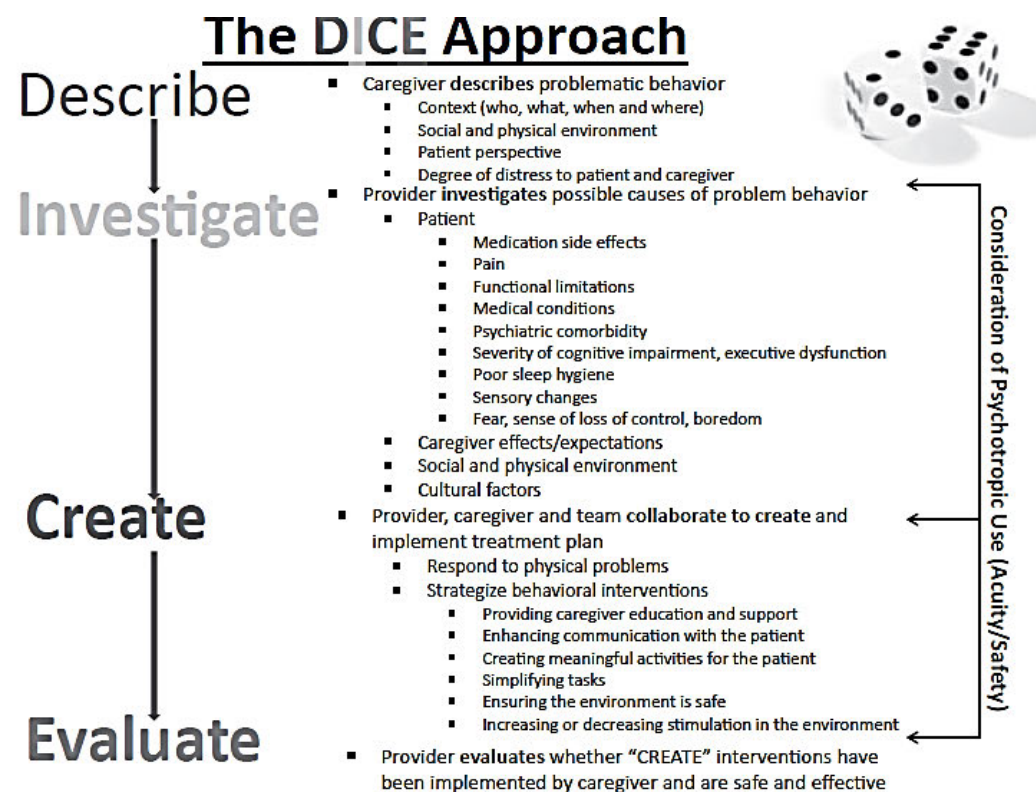 The DICE Approach
Describe
▪ Caregiver describes problematic behavior
▪ Context (who, what, when and where)
▪ Social and physical environment
▪ Patient perspective
▪ Degree of distress to patient and caregiver
Investigate
▪ Provider investigates possible causes of problem behavior
▪ Patient
▪ Medication side effects
▪ Pain
▪ Functional limitations
▪ Medical conditions
▪ Psychiatric comorbidity
▪ Severity of cognitive impairment, executive dysfunction
▪ Poor sleep hygiene
▪ Sensory changes
▪ Fear, sense of loss of control, boredom
▪ Caregiver effects/expectations
▪ Social and physical environment
▪ Cultural factors
Create
▪ Provider, caregiver and team collaborate to create and
implement treatment plan
▪ Respond to physical problems
▪ Strategize behavioral interventions
▪ Providing caregiver education and support
▪ Enhancing communication with the patient
▪ Creating meaningful activities for the patient
▪ Simplifying tasks
▪ Ensuring the environment is safe
▪ Increasing or decreasing stimulation in the environment
Evaluate
▪ Provider evaluates whether “CREATE” interventions have
been implemented by caregiver and are safe and effective
Consideration of Psychotropic Use (Acuity/Safety)